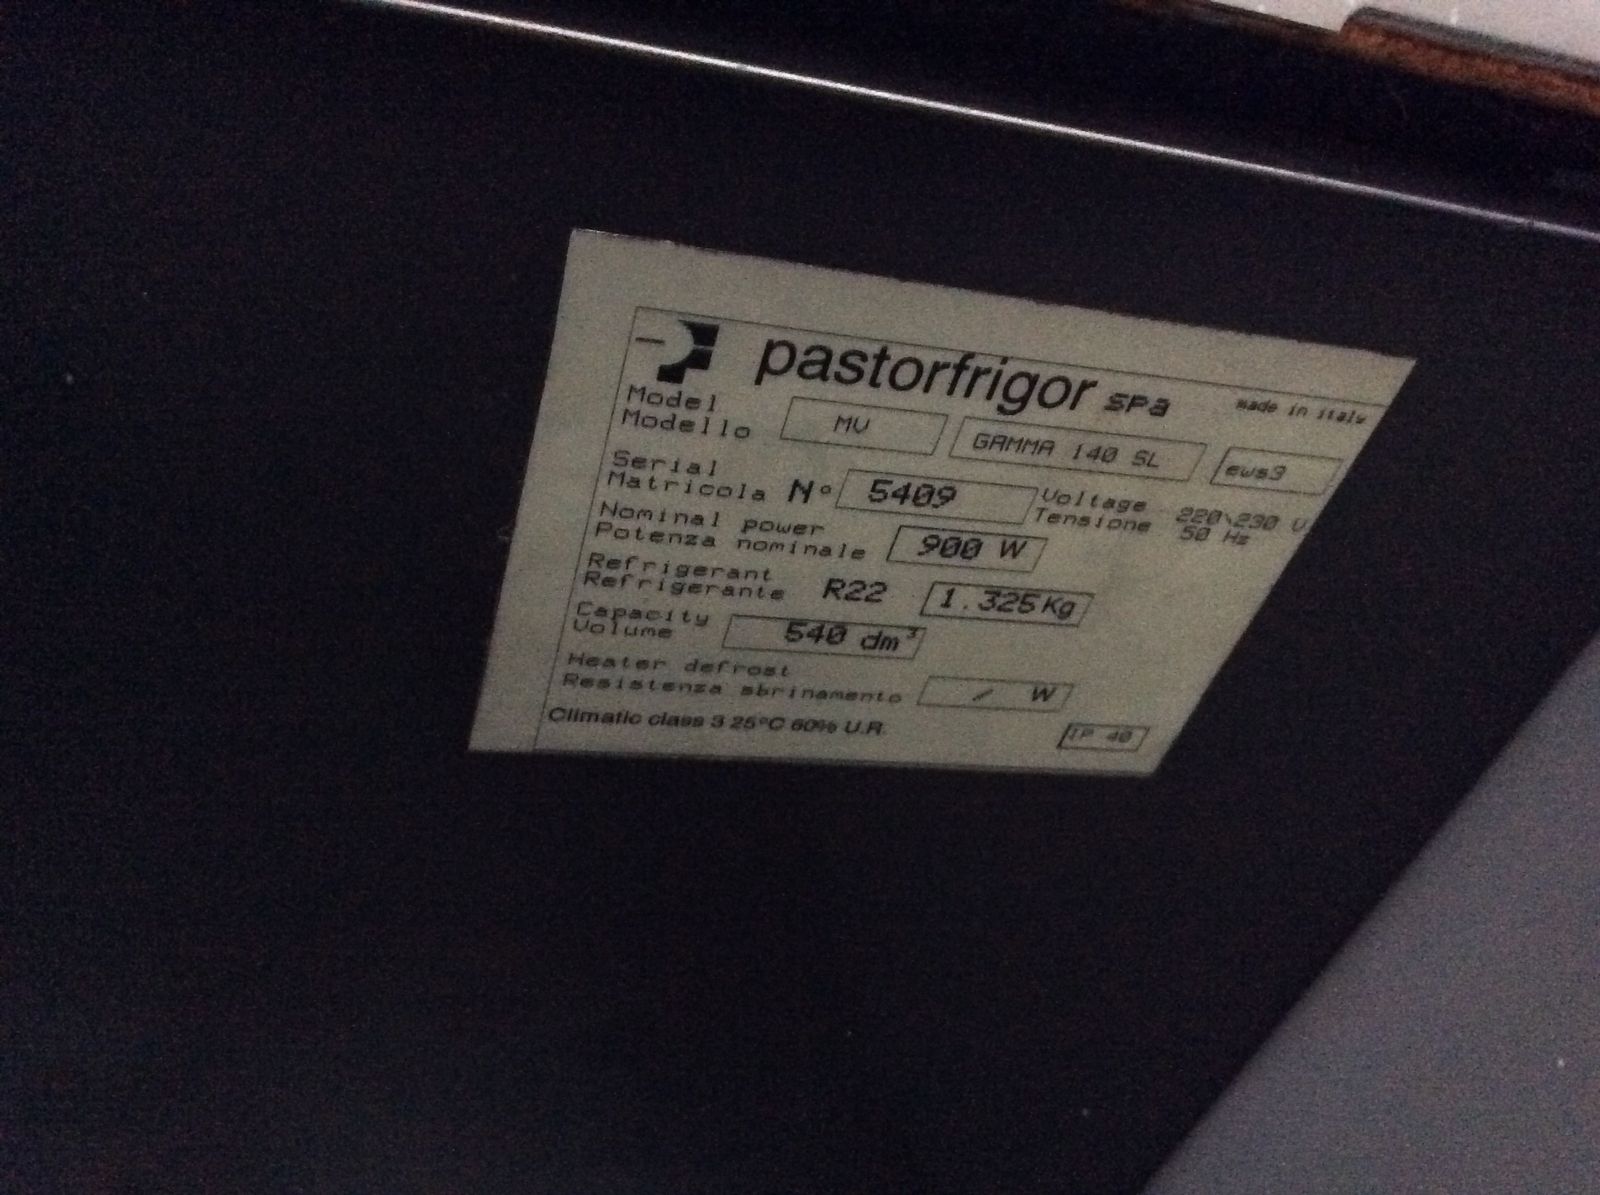 pastorfrigor spa made in italy
Model
Modello MV GAMMA 140 SL ews3
Serial
Matricola N° 5409
Voltage
Tensione 220\230 V
50 Hz
Nominal power
Potenza nominale 900 W
Refrigerant
Refrigerante R22 1.325Kg
Capacity
Volume 540 dm³
Heater defrost
Resistenza sbrinamento / W
Climatic class 3 25°C 60% U.R.
IP 40